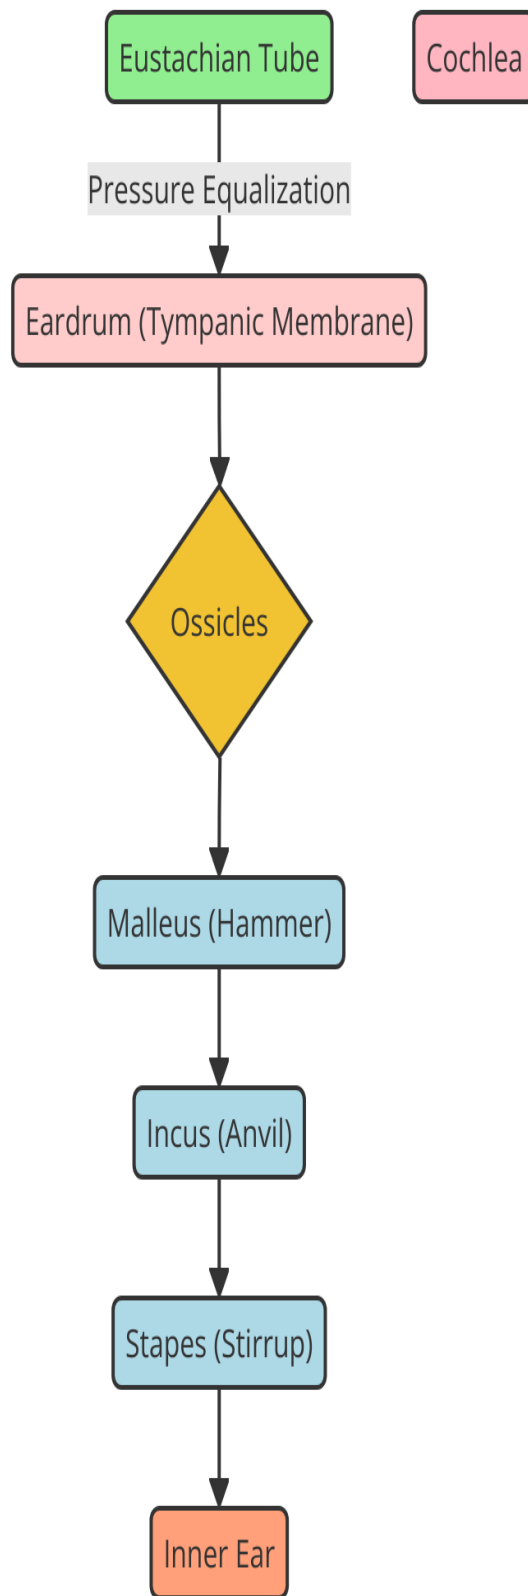 Eustachian Tube
Cochlea
Pressure Equalization
Eardrum (Tympanic Membrane)
Ossicles
Malleus (Hammer)
Incus (Anvil)
Stapes (Stirrup)
Inner Ear